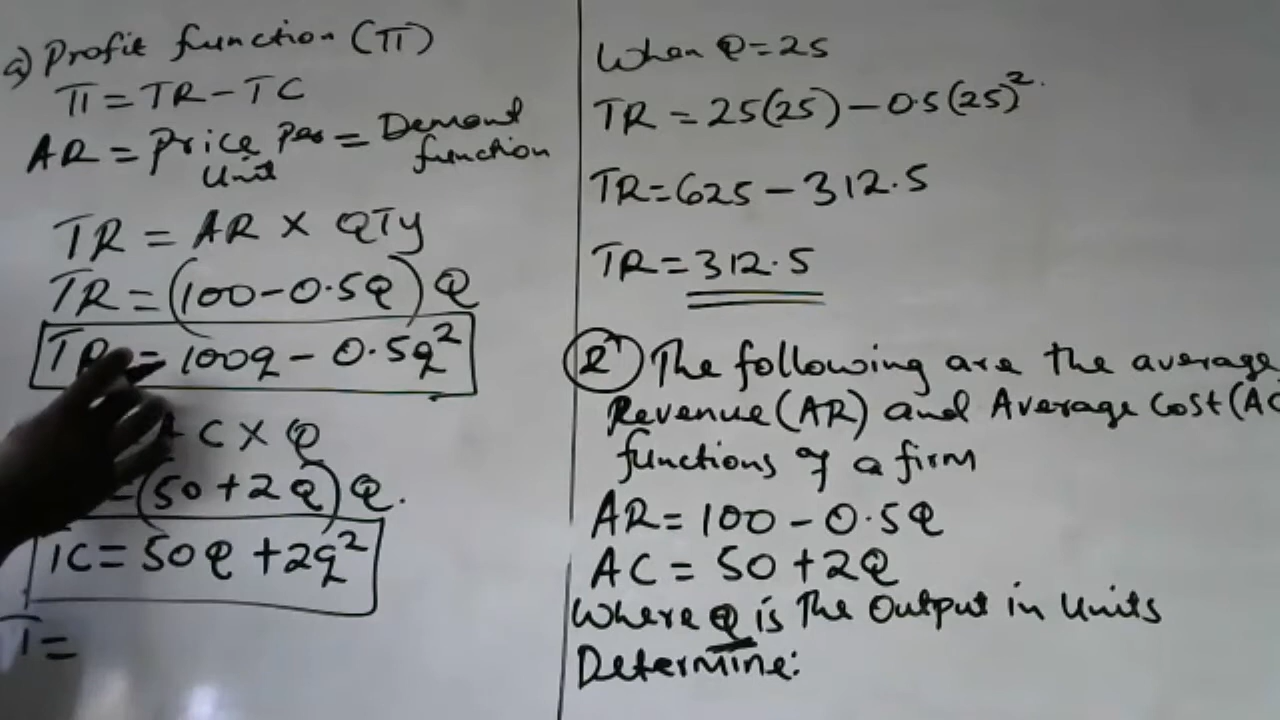 a) Profit function (π)
π = TR - TC
AR = Price Per Unit = Demand function
TR = AR X QTY
TR = (100 - 0.5Q) Q
TR = 100q - 0.5q²
C X Q
= (50 + 2Q) Q.
TC = 50Q + 2q²
π =
When Q = 25
TR = 25(25) - 0.5(25)².
TR = 625 - 312.5
TR = 312.5
2 The following are the average
Revenue (AR) and Average Cost (AC
functions of a firm
AR = 100 - 0.5Q
AC = 50 + 2Q
Where Q is The Output in Units
Determine: